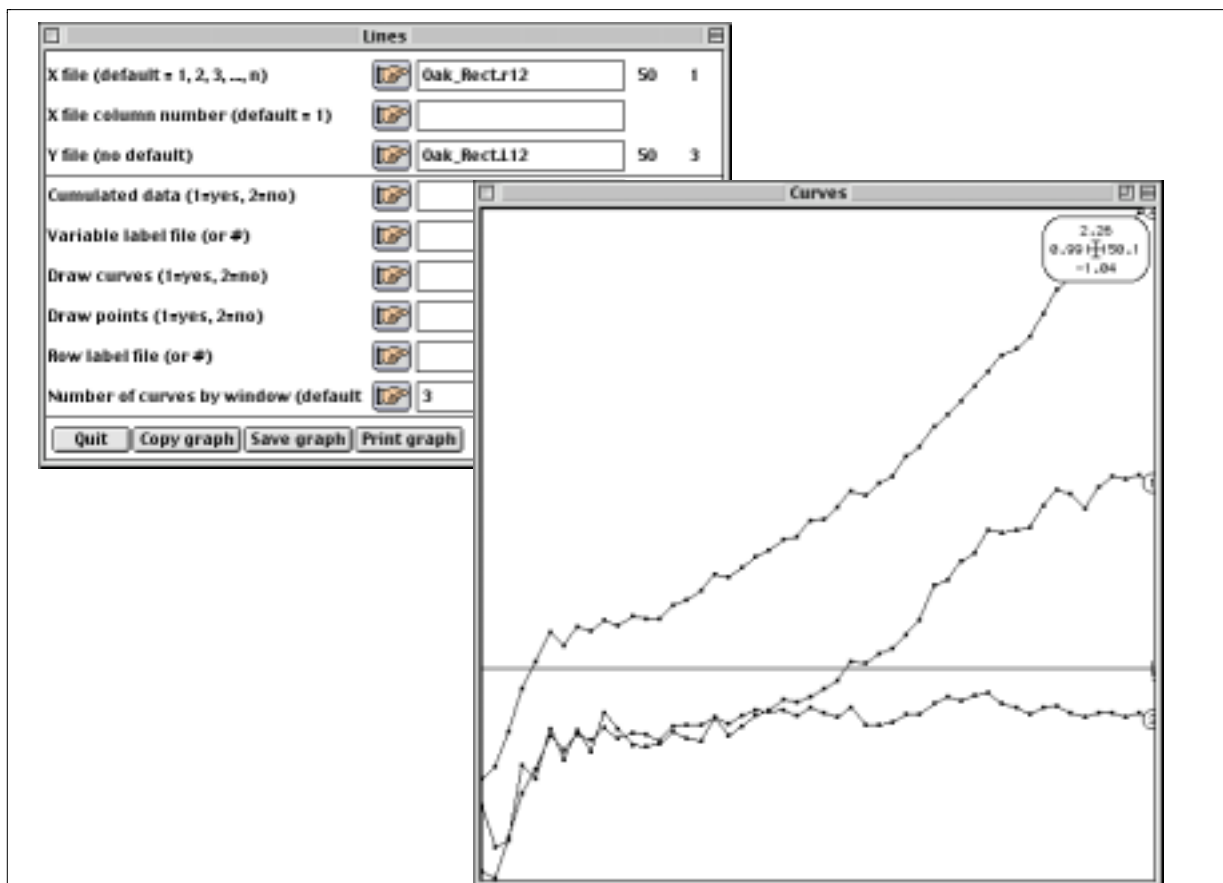 Lines
X file (default = 1, 2, 3, ..., n) Oak_Rect.r12 50 1
X file column number (default = 1)
Y file (no default) Oak_Rect.l12 50 3
Cumulated data (1=yes, 2=no)
Variable label file (or #)
Draw curves (1=yes, 2=no)
Draw points (1=yes, 2=no)
Row label file (or #)
Number of curves by window (default 3
Quit Copy graph Save graph Print graph
Curves
2.26
0.99 50.1
-1.04
1